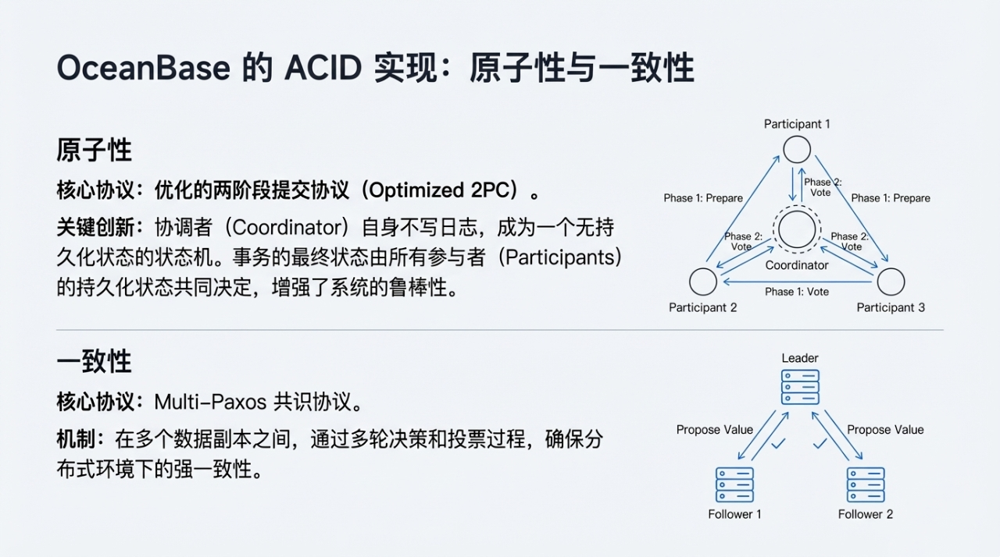 OceanBase 的 ACID 实现：原子性与一致性
原子性
核心协议：优化的两阶段提交协议（Optimized 2PC）。
关键创新：协调者（Coordinator）自身不写日志，成为一个无持
久化状态的状态机。事务的最终状态由所有参与者（Participants）
的持久化状态共同决定，增强了系统的鲁棒性。
Participant 1
Phase 1: Prepare
Phase 2:
Vote
Phase 1: Prepare
Phase 2:
Vote
Phase 2:
Vote
Coordinator
Phase 1: Vote
Participant 2
Participant 3
一致性
核心协议：Multi-Paxos 共识协议。
机制：在多个数据副本之间，通过多轮决策和投票过程，确保分
布式环境下的强一致性。
Leader
Propose Value
Propose Value
Follower 1
Follower 2